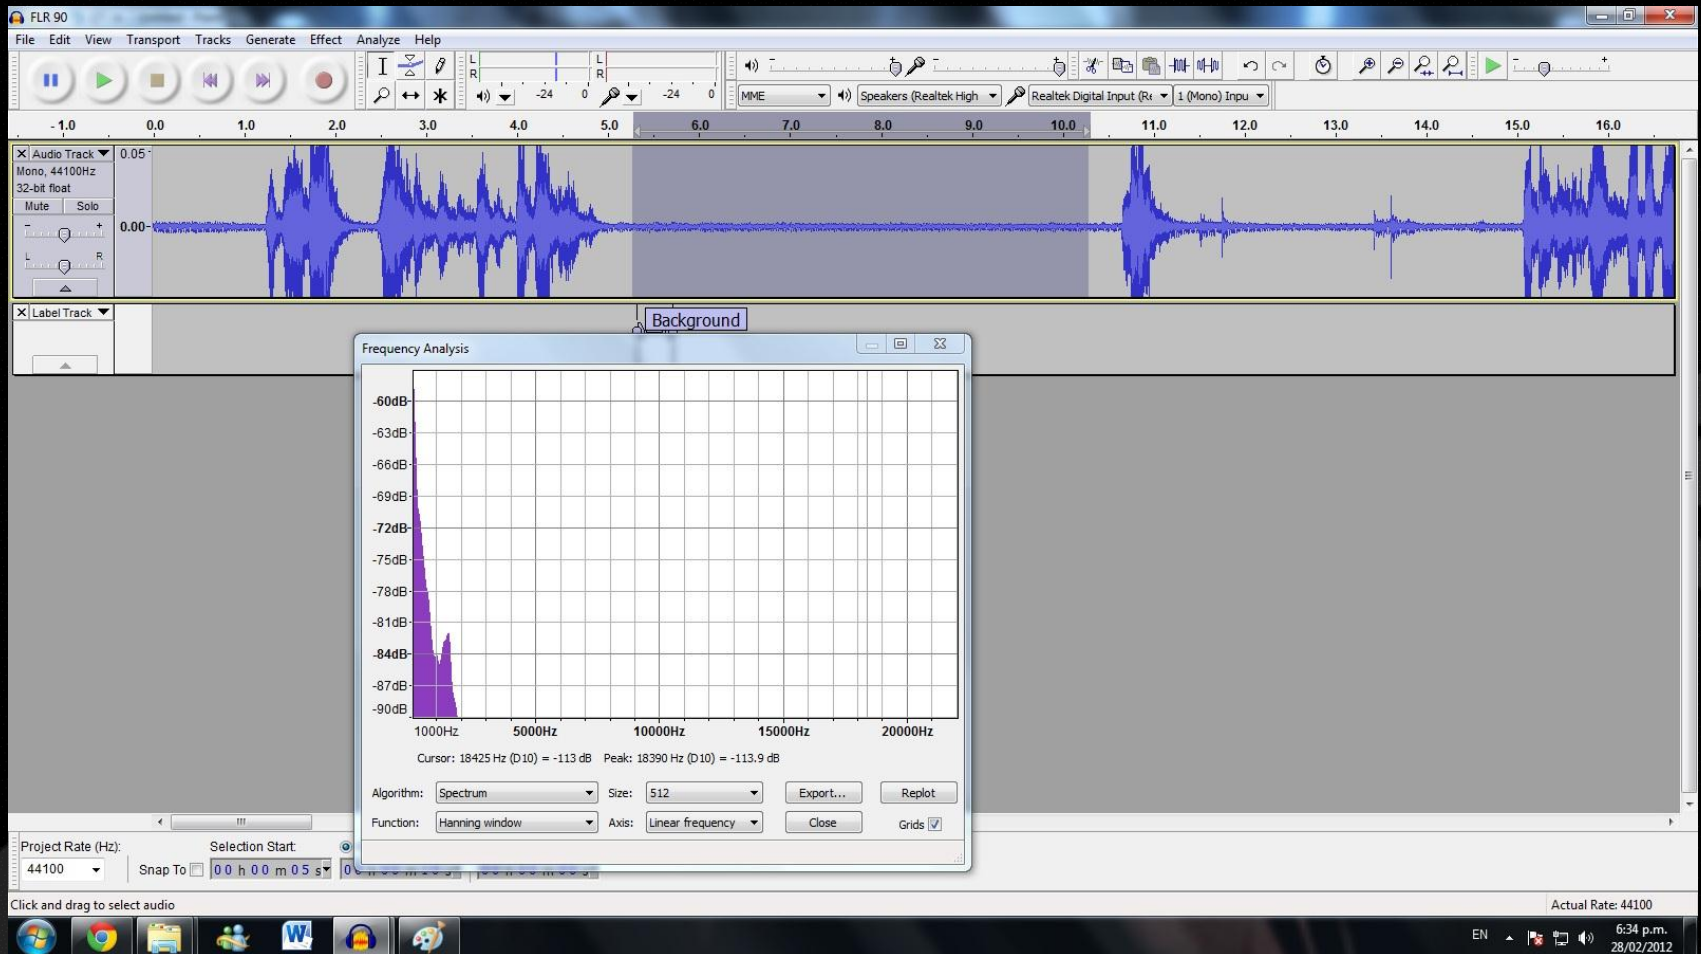 FLR 90
File Edit View Transport Tracks Generate Effect Analyze Help
L
R
-24 0
L
R
-24 0
MME
Speakers (Realtek High
Realtek Digital Input (Re
1 (Mono) Inpu
- 1.0 0.0 1.0 2.0 3.0 4.0 5.0 6.0 7.0 8.0 9.0 10.0 11.0 12.0 13.0 14.0 15.0 16.0
X Audio Track
Mono, 44100Hz
32-bit float
Mute Solo
- +
L R
0.05
0.00
X Label Track
Background
Frequency Analysis
-60dB
-63dB
-66dB
-69dB
-72dB
-75dB
-78dB
-81dB
-84dB
-87dB
-90dB
1000Hz 5000Hz 10000Hz 15000Hz 20000Hz
Cursor: 18425 Hz (D10) = -113 dB Peak: 18390 Hz (D10) = -113.9 dB
Algorithm: Spectrum Size: 512 Export... Replot
Function: Hanning window Axis: Linear frequency Close Grids
Project Rate (Hz): Selection Start:
44100 Snap To 00 h 00 m 05 s
Click and drag to select audio
Actual Rate: 44100
EN
6:34 p.m.
28/02/2012